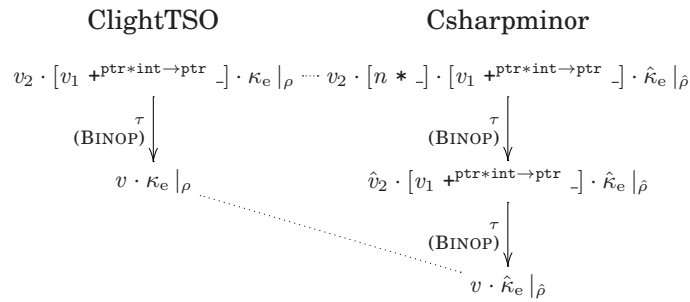 ClightTSO Csharpminor
v₂ · [v₁ +ᵖᵗʳ*ⁱⁿᵗ→ᵖᵗʳ _] · κₑ |ρ v₂ · [n * _] · [v₁ +ᵖᵗʳ*ⁱⁿᵗ→ᵖᵗʳ _] · κ̂ₑ |ρ̂
τ τ
(BINOP) (BINOP)
v · κₑ |ρ v̂₂ · [v₁ +ᵖᵗʳ*ⁱⁿᵗ→ᵖᵗʳ _] · κ̂ₑ |ρ̂
τ
(BINOP)
v · κ̂ₑ |ρ̂